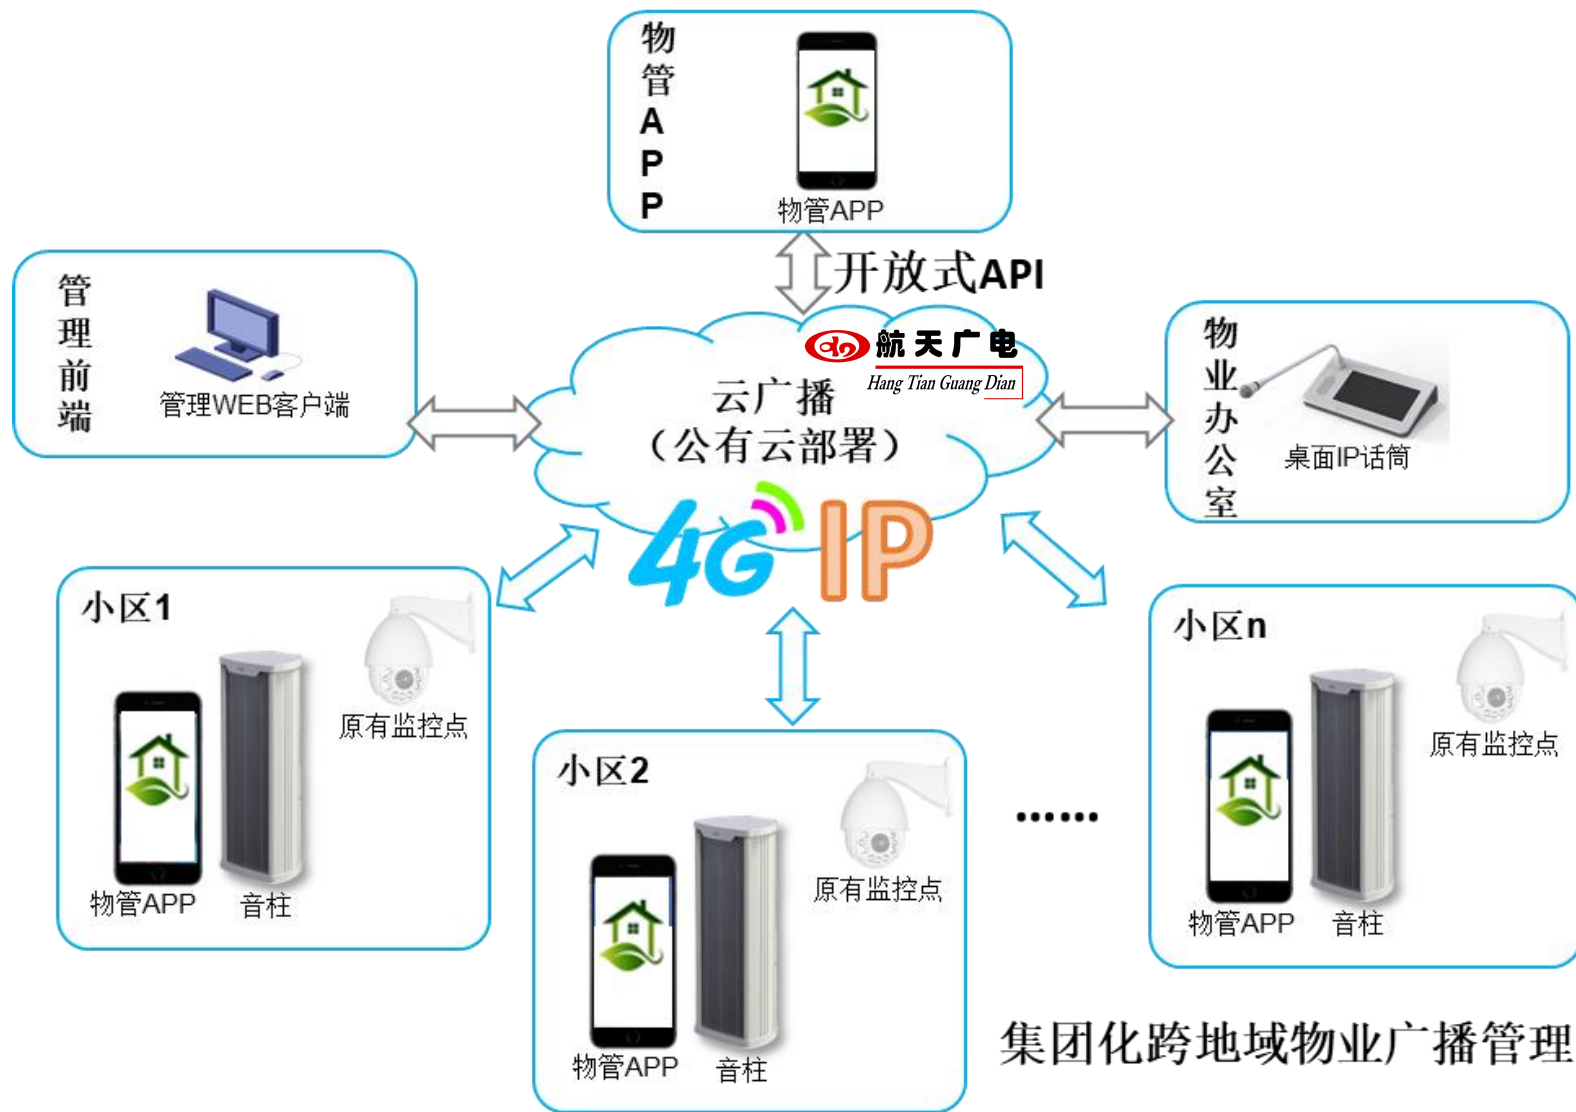 物管APP
物管APP
开放式API
管理前端
管理WEB客户端
航天广电
Hang Tian Guang Dian
云广播
（公有云部署）
4G IP
物业办公室
桌面IP话筒
小区1
原有监控点
物管APP
音柱
小区2
原有监控点
物管APP
音柱
······
小区n
原有监控点
物管APP
音柱
集团化跨地域物业广播管理